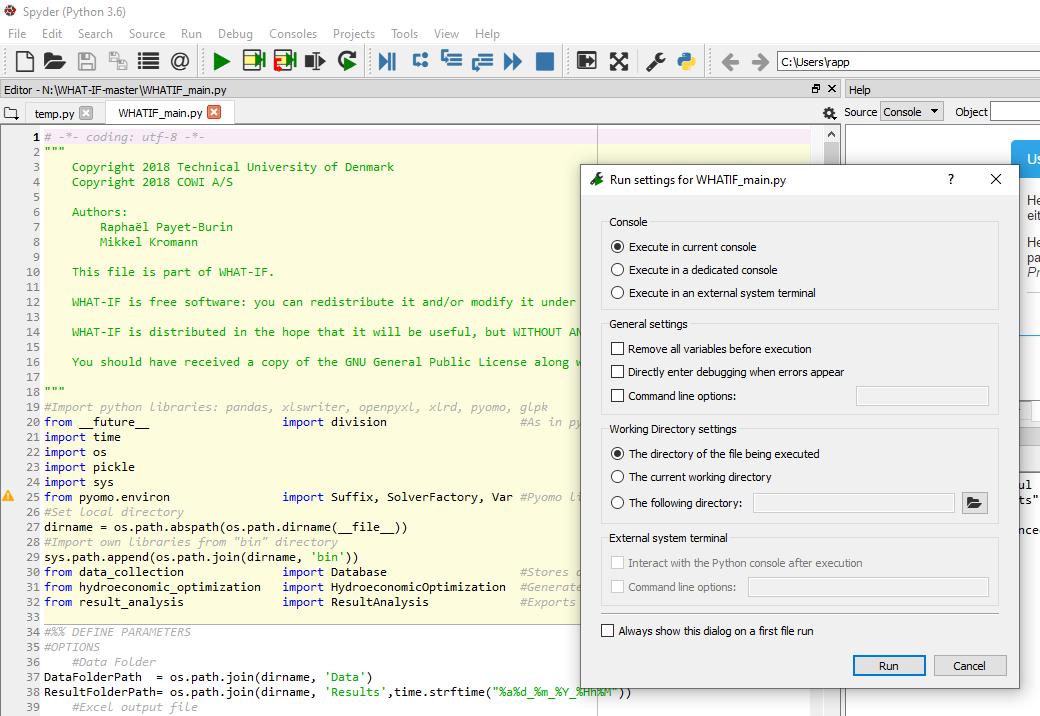 Spyder (Python 3.6)
File Edit Search Source Run Debug Consoles Projects Tools View Help
C:\Users\rapp
Editor - N:\WHAT-IF-master\WHATIF_main.py
Help
temp.py WHATIF_main.py
Source Console Object
1 # -*- coding: utf-8 -*-
2 """
3 Copyright 2018 Technical University of Denmark
4 Copyright 2018 COWI A/S
5
6 Authors:
7 Raphaël Payet-Burin
8 Mikkel Kromann
9
10 This file is part of WHAT-IF.
11
12 WHAT-IF is free software: you can redistribute it and/or modify it under
13
14 WHAT-IF is distributed in the hope that it will be useful, but WITHOUT AN
15
16 You should have received a copy of the GNU General Public License along w
17
18 """
19 #Import python libraries: pandas, xlswriter, openpyxl, xlrd, pyomo, glpk
20 from __future__ import division #As in py
21 import time
22 import os
23 import pickle
24 import sys
25 from pyomo.environ import Suffix, SolverFactory, Var #Pyomo li
26 #Set local directory
27 dirname = os.path.abspath(os.path.dirname(__file__))
28 #Import own libraries from "bin" directory
29 sys.path.append(os.path.join(dirname, 'bin'))
30 from data_collection import Database #Stores
31 from hydroeconomic_optimization import HydroeconomicOptimization #Generate
32 from result_analysis import ResultAnalysis #Exports
33
34 #%% DEFINE PARAMETERS
35 #OPTIONS
36 #Data Folder
37 DataFolderPath = os.path.join(dirname, 'Data')
38 ResultFolderPath= os.path.join(dirname, 'Results',time.strftime("%a%d_%m_%Y_%Hh%M"))
39 #Excel output file
Run settings for WHATIF_main.py
?
Console
Execute in current console
Execute in a dedicated console
Execute in an external system terminal
General settings
Remove all variables before execution
Directly enter debugging when errors appear
Command line options:
Working Directory settings
The directory of the file being executed
The current working directory
The following directory:
External system terminal
Interact with the Python console after execution
Command line options:
Always show this dialog on a first file run
Run Cancel
Us
He
eit
He
pa
Pr
ul
ts"
nce